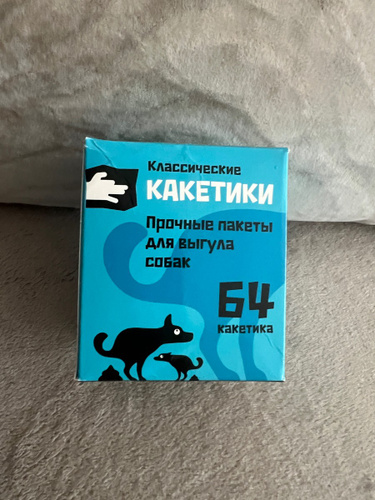 Классические
КАКЕТИКИ
Прочные пакеты
для выгула
собак
64
какетика